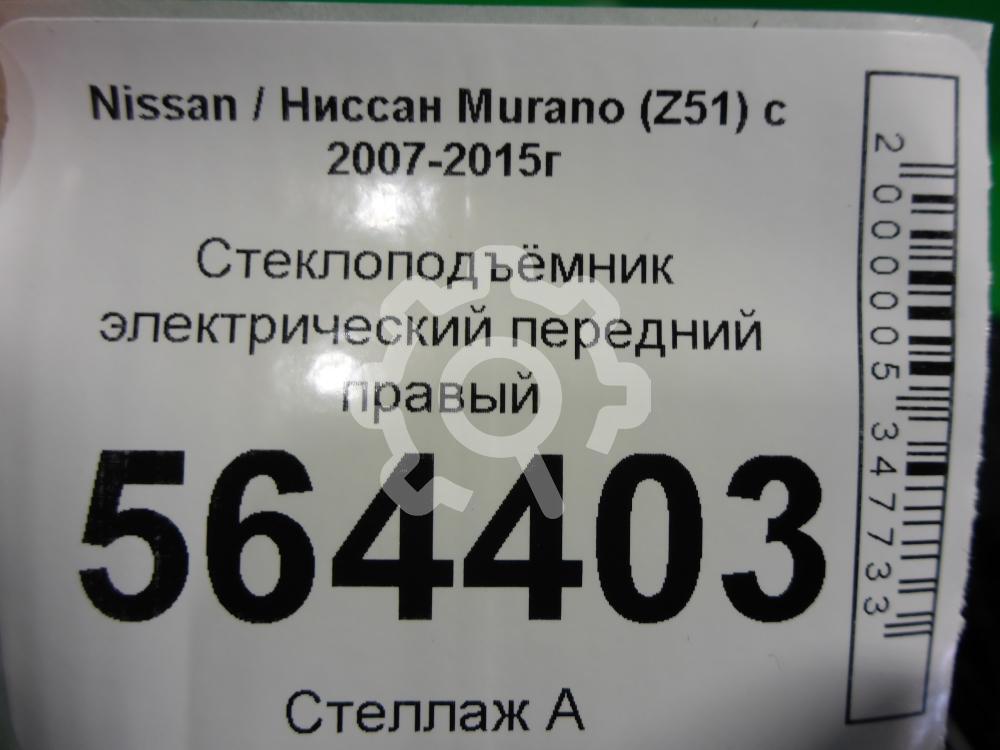 Nissan / Ниссан Murano (Z51) с
2007-2015г
Стеклоподъёмник
электрический передний
правый
564403
Стеллаж А
2000005347733